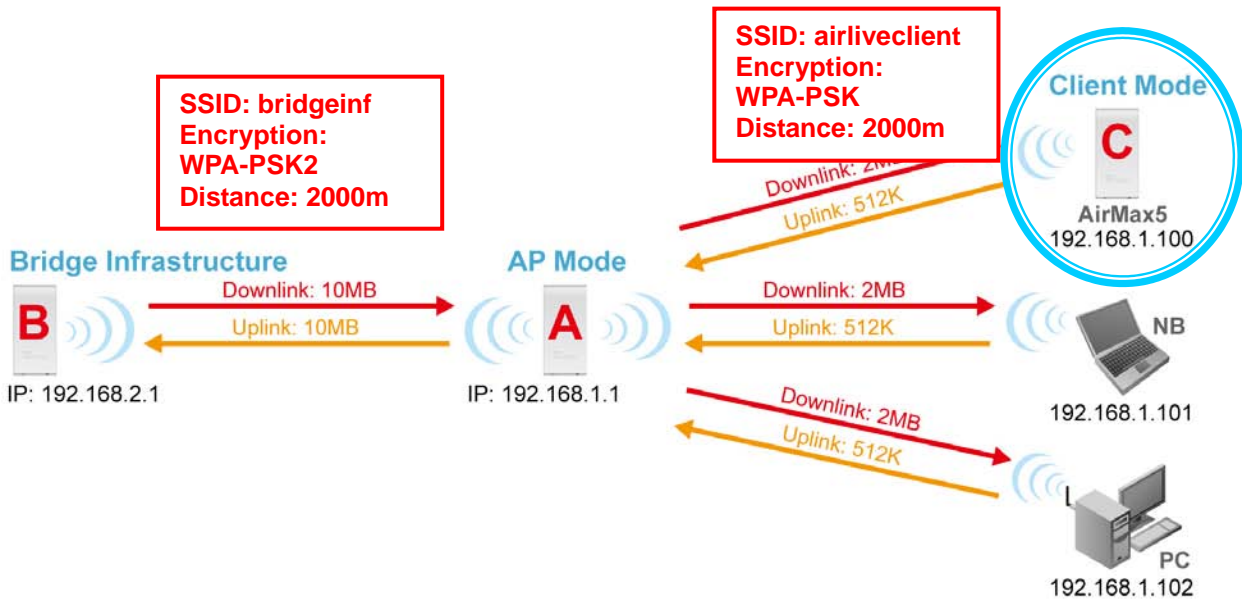 SSID: airliveclient
Encryption:
WPA-PSK
Distance: 2000m
SSID: bridgeinf
Encryption:
WPA-PSK2
Distance: 2000m
Client Mode
C
AirMax5
192.168.1.100
Downlink: 2MB
Uplink: 512K
Bridge Infrastructure
AP Mode
B
Downlink: 10MB
Uplink: 10MB
A
Downlink: 2MB
Uplink: 512K
NB
IP: 192.168.2.1
IP: 192.168.1.1
192.168.1.101
Downlink: 2MB
Uplink: 512K
PC
192.168.1.102